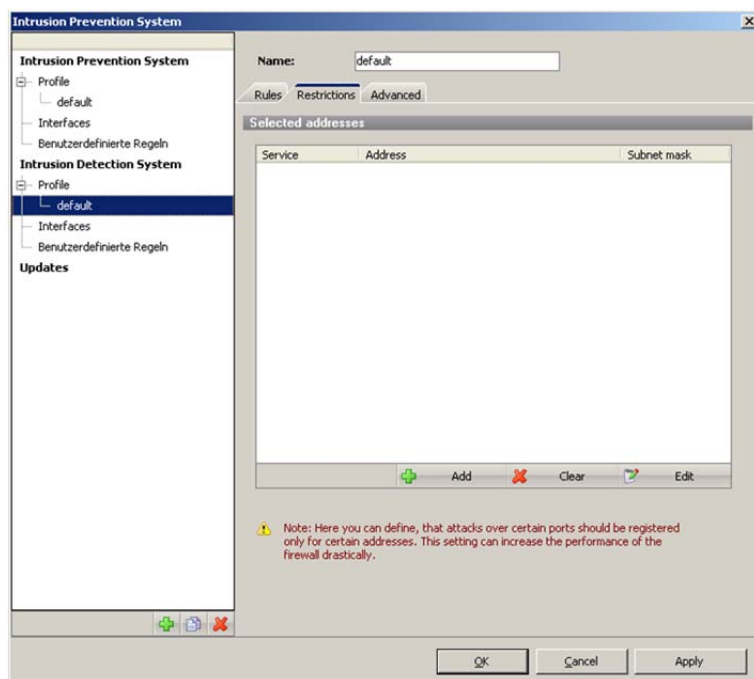 Intrusion Prevention System
Intrusion Prevention System
Profile
default
Interfaces
Benutzerdefinierte Regeln
Intrusion Detection System
Profile
default
Interfaces
Benutzerdefinierte Regeln
Updates
Name: default
Rules Restrictions Advanced
Selected addresses
Service Address Subnet mask
Add Clear Edit
Note: Here you can define, that attacks over certain ports should be registered
only for certain addresses. This setting can increase the performance of the
firewall drastically.
OK Cancel Apply